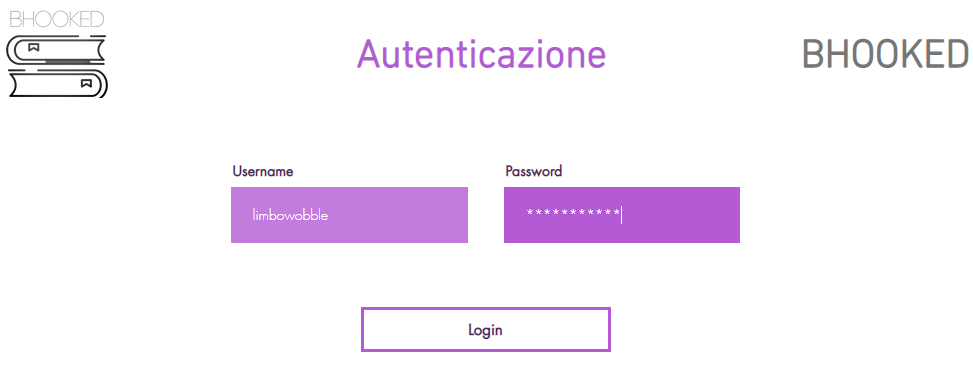 BHOOKED
Autenticazione
BHOOKED
Username
Password
limbowobble
***********
Login